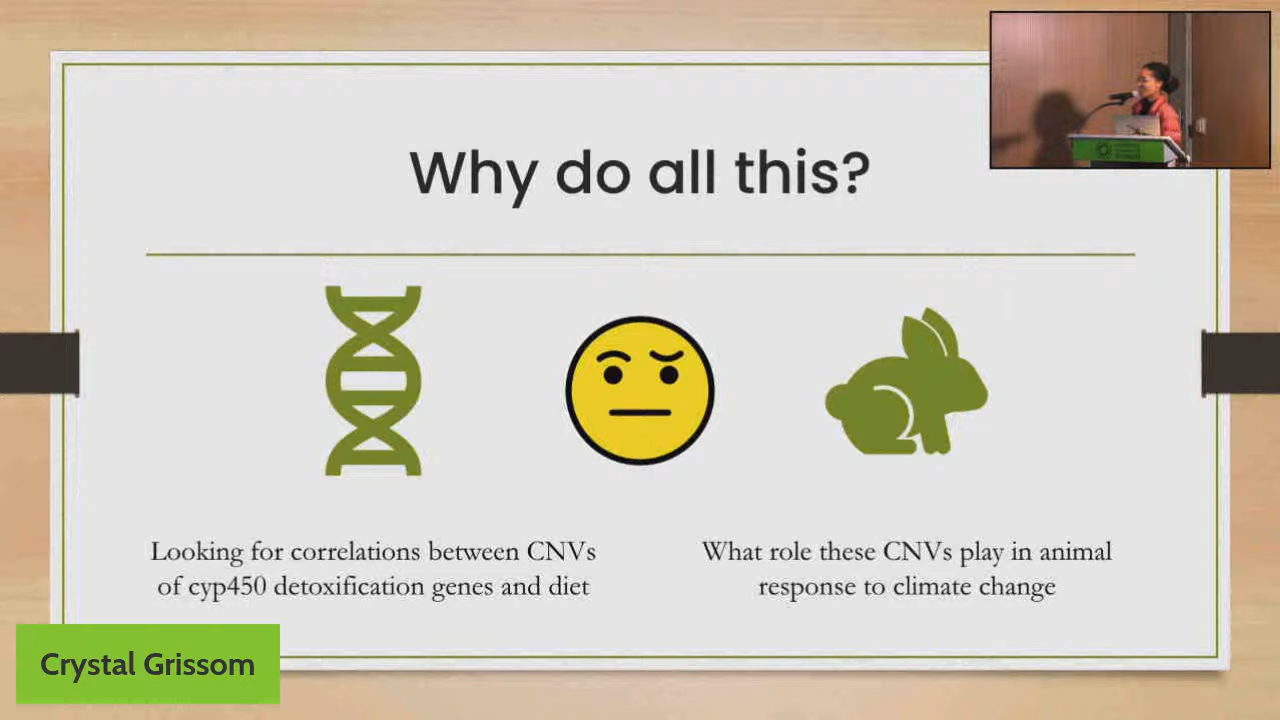 Why do all this?
Looking for correlations between CNVs
of cyp450 detoxification genes and diet
What role these CNVs play in animal
response to climate change
Crystal Grissom